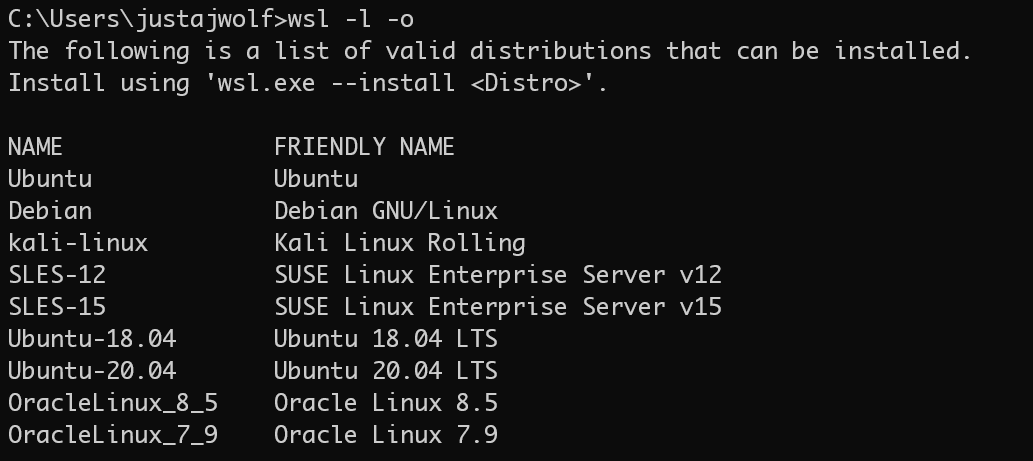 C:\Users\justajwolf>wsl -l -o
The following is a list of valid distributions that can be installed.
Install using 'wsl.exe --install <Distro>'.
NAME            FRIENDLY NAME
Ubuntu          Ubuntu
Debian          Debian GNU/Linux
kali-linux      Kali Linux Rolling
SLES-12         SUSE Linux Enterprise Server v12
SLES-15         SUSE Linux Enterprise Server v15
Ubuntu-18.04    Ubuntu 18.04 LTS
Ubuntu-20.04    Ubuntu 20.04 LTS
OracleLinux_8_5 Oracle Linux 8.5
OracleLinux_7_9 Oracle Linux 7.9